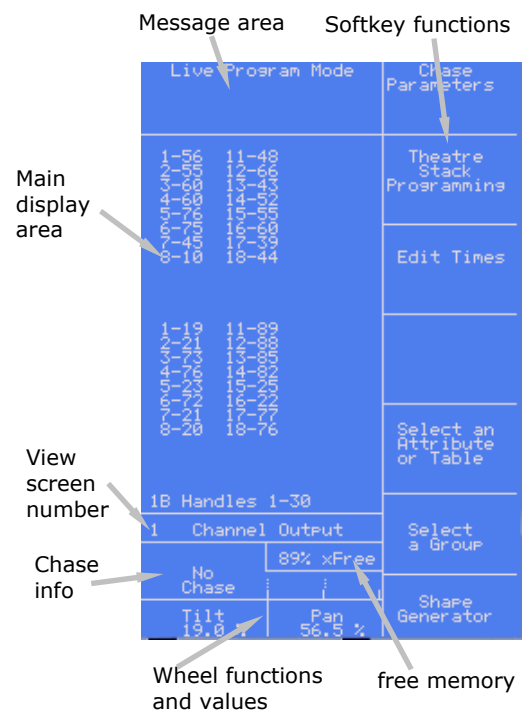 Message area
Softkey functions
Live Program Mode
Chase
Parameters
1-56 11-48
2-55 12-66
3-60 13-43
4-60 14-52
5-76 15-55
6-75 16-60
7-45 17-39
8-10 18-44
Theatre
Stack
Programming
Main
display
area
Edit Times
1-19 11-89
2-21 12-88
3-73 13-85
4-76 14-82
5-23 15-25
6-72 16-22
7-21 17-77
8-20 18-76
Select an
Attribute
or Table
View
screen
number
1B Handles 1-30
1 Channel Output
Select
a Group
89% xFree
Chase
info
No
Chase
Tilt
19.0 %
Pan
56.5 %
Shape
Generator
Wheel functions
and values
free memory